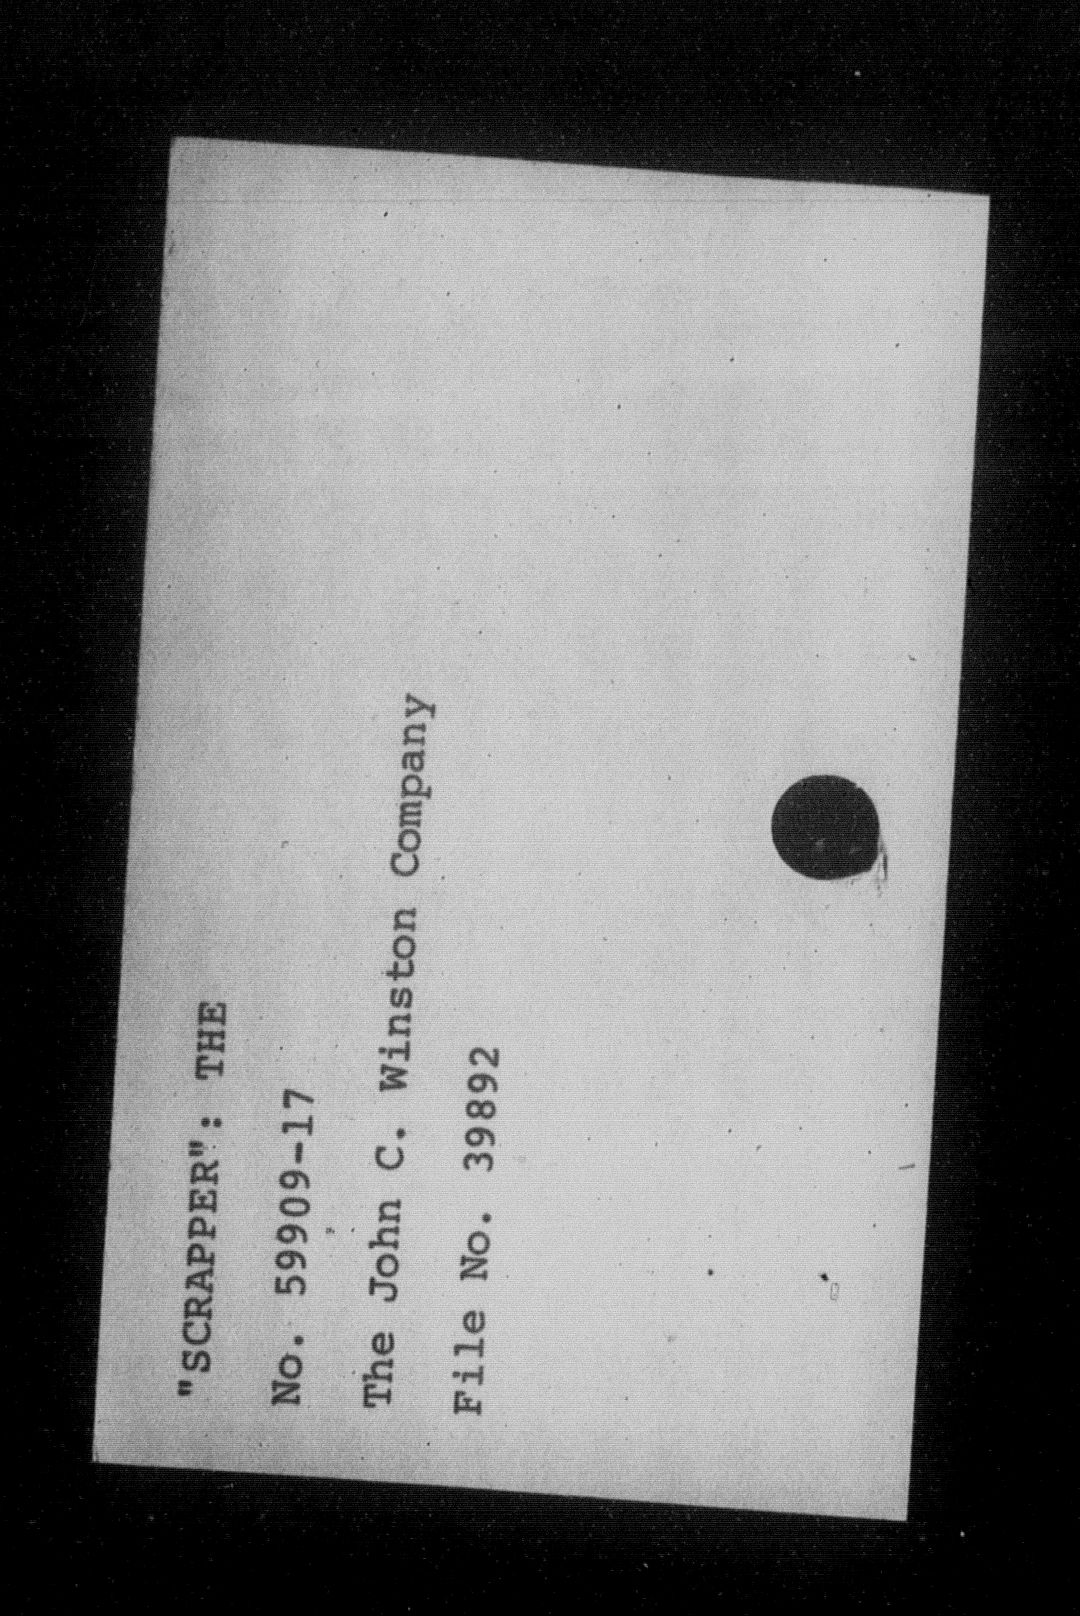 "SCRAPPER": THE
No. 59909-17
The John C. Winston Company
File No. 39892